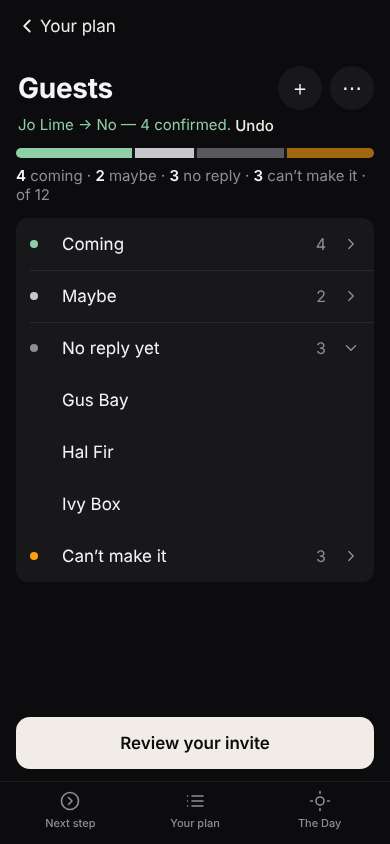 Your plan
Guests
Jo Lime → No — 4 confirmed. Undo
4 coming · 2 maybe · 3 no reply · 3 can’t make it ·
of 12
Coming 4
Maybe 2
No reply yet 3
Gus Bay
Hal Fir
Ivy Box
Can’t make it 3
Review your invite
Next step Your plan The Day